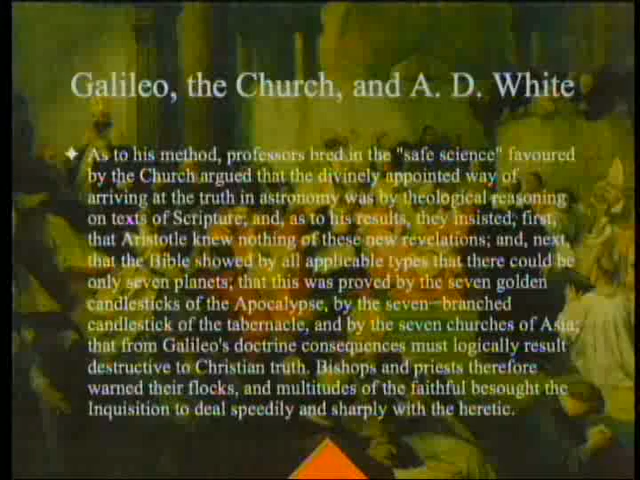 Galileo, the Church, and A. D. White
As to his method, professors bred in the "safe science" favoured
by the Church argued that the divinely appointed way of
arriving at the truth in astronomy was by theological reasoning
on texts of Scripture; and, as to his results, they insisted; first,
that Aristotle knew nothing of these new revelations; and, next,
that the Bible showed by all applicable types that there could be
only seven planets; that this was proved by the seven golden
candlesticks of the Apocalypse, by the seven-branched
candlestick of the tabernacle, and by the seven churches of Asia;
that from Galileo's doctrine consequences must logically result
destructive to Christian truth. Bishops and priests therefore
warned their flocks, and multitudes of the faithful besought the
Inquisition to deal speedily and sharply with the heretic.